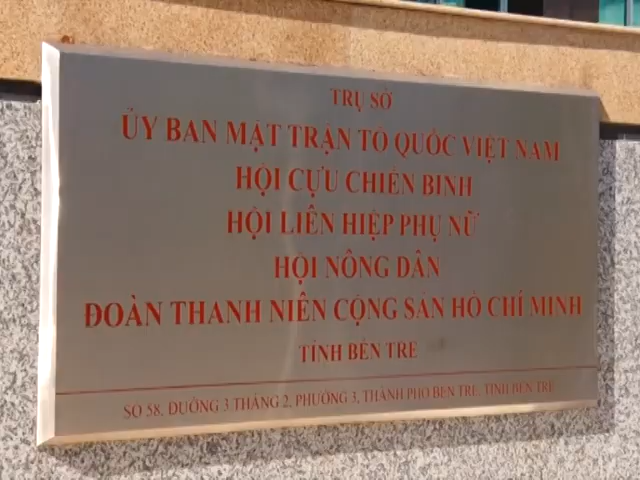 TRỤ SỞ
ỦY BAN MẶT TRẬN TỔ QUỐC VIỆT NAM
HỘI CỰU CHIẾN BINH
HỘI LIÊN HIỆP PHỤ NỮ
HỘI NÔNG DÂN
ĐOÀN THANH NIÊN CỘNG SẢN HỒ CHÍ MINH
TỈNH BẾN TRE
SỐ 58, ĐƯỜNG 3 THÁNG 2, PHƯỜNG 3, THÀNH PHỐ BẾN TRE, TỈNH BẾN TRE